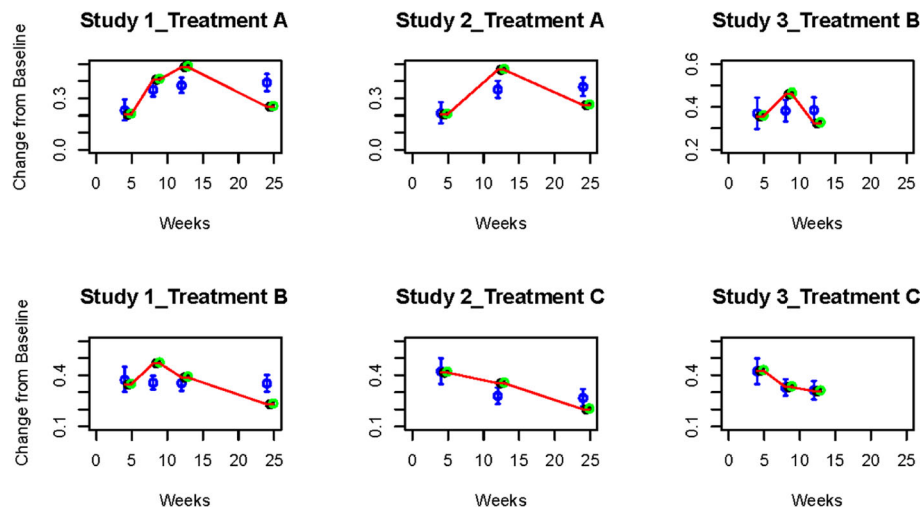 Study 1_Treatment A
Study 2_Treatment A
Study 3_Treatment B
Change from Baseline
0.0 0.3
0.2 0.4 0.6
0 5 10 15 20 25
0 5 10 15 20 25
0 5 10 15 20 25
Weeks
Weeks
Weeks
Study 1_Treatment B
Study 2_Treatment C
Study 3_Treatment C
Change from Baseline
0.1 0.4
0.1 0.4
0.1 0.4
0 5 10 15 20 25
0 5 10 15 20 25
0 5 10 15 20 25
Weeks
Weeks
Weeks